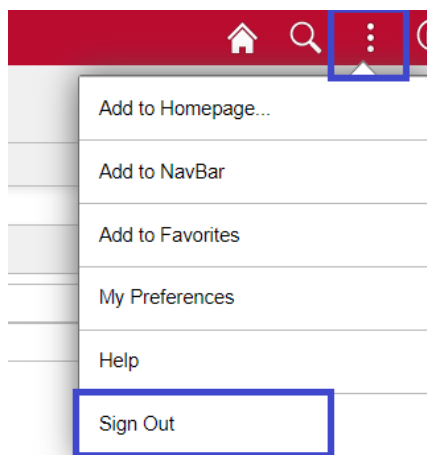 Add to Homepage...
Add to NavBar
Add to Favorites
My Preferences
Help
Sign Out